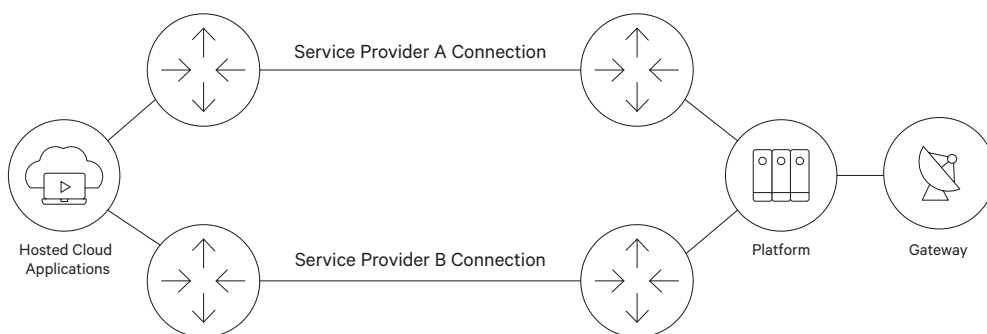 Service Provider A Connection
Hosted Cloud
Applications
Platform
Gateway
Service Provider B Connection